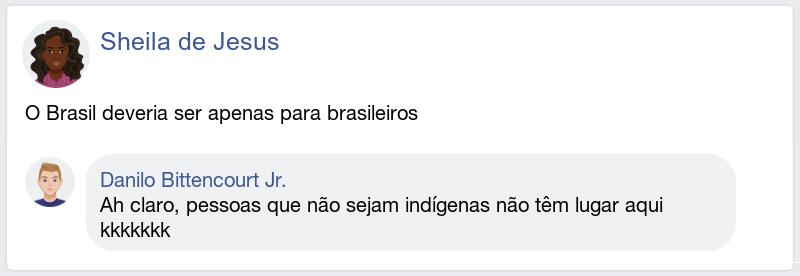 Sheila de Jesus
O Brasil deveria ser apenas para brasileiros
Danilo Bittencourt Jr.
Ah claro, pessoas que não sejam indígenas não têm lugar aqui
kkkkkkk